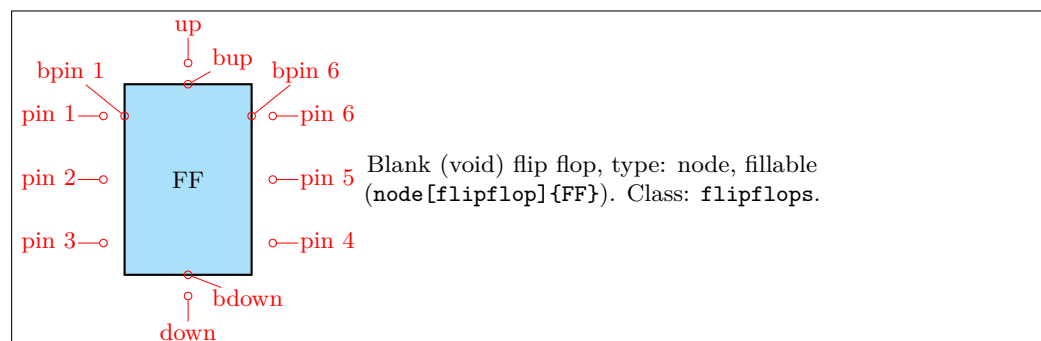 up
bup
bpin 1
bpin 6
pin 1
pin 6
pin 2
FF
pin 5
pin 3
pin 4
bdown
down
Blank (void) flip flop, type: node, fillable
(node[flipflop]{FF}). Class: flipflops.